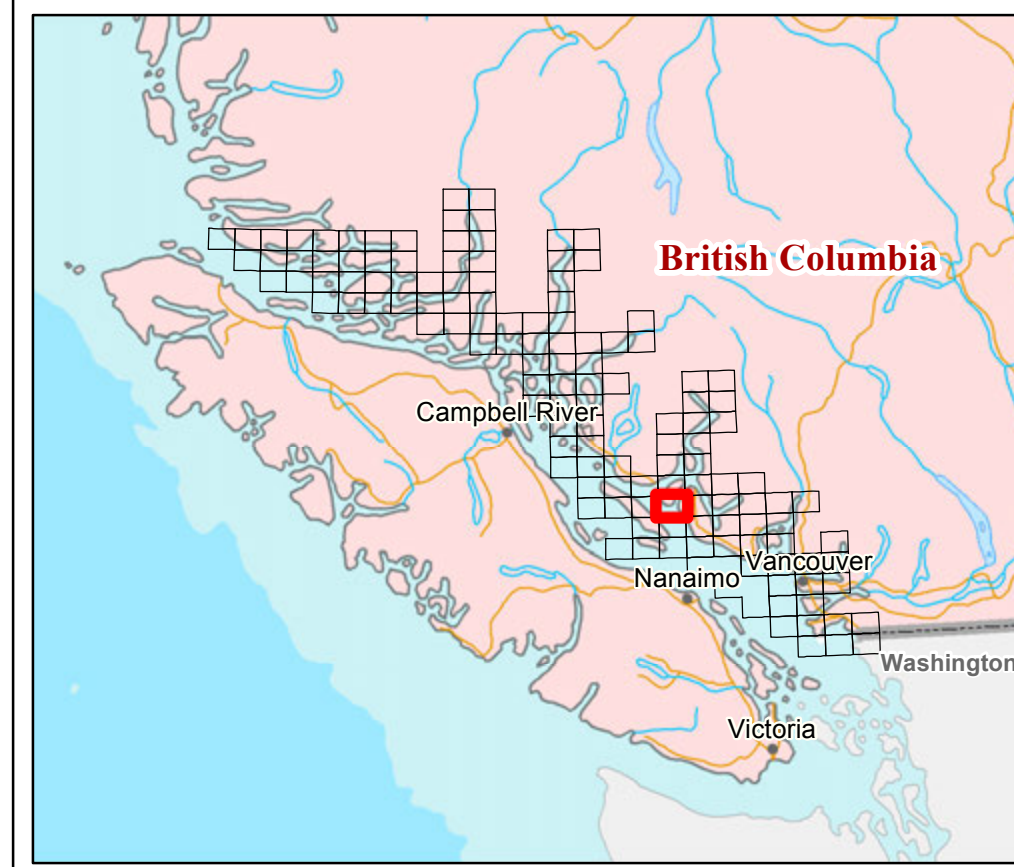 British Columbia
Campbell River
Vancouver
Nanaimo
Washington
Victoria